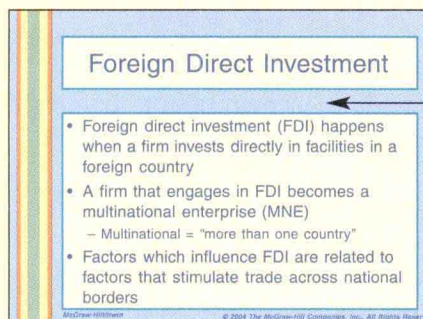 Foreign Direct Investment
• Foreign direct investment (FDI) happens
when a firm invests directly in facilities in a
foreign country
• A firm that engages in FDI becomes a
multinational enterprise (MNE)
– Multinational = "more than one country"
• Factors which influence FDI are related to
factors that stimulate trade across national
borders
McGraw-Hill/Irwin
© 2004 The McGraw-Hill Companies, Inc., All Rights Reser